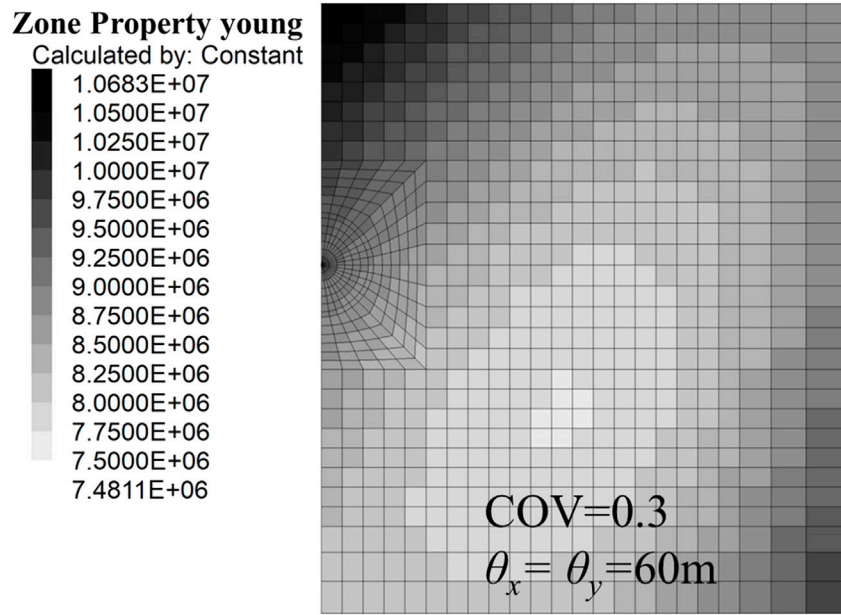 Zone Property young
Calculated by: Constant
1.0683E+07
1.0500E+07
1.0250E+07
1.0000E+07
9.7500E+06
9.5000E+06
9.2500E+06
9.0000E+06
8.7500E+06
8.5000E+06
8.2500E+06
8.0000E+06
7.7500E+06
7.5000E+06
7.4811E+06
COV=0.3
θx= θy=60m